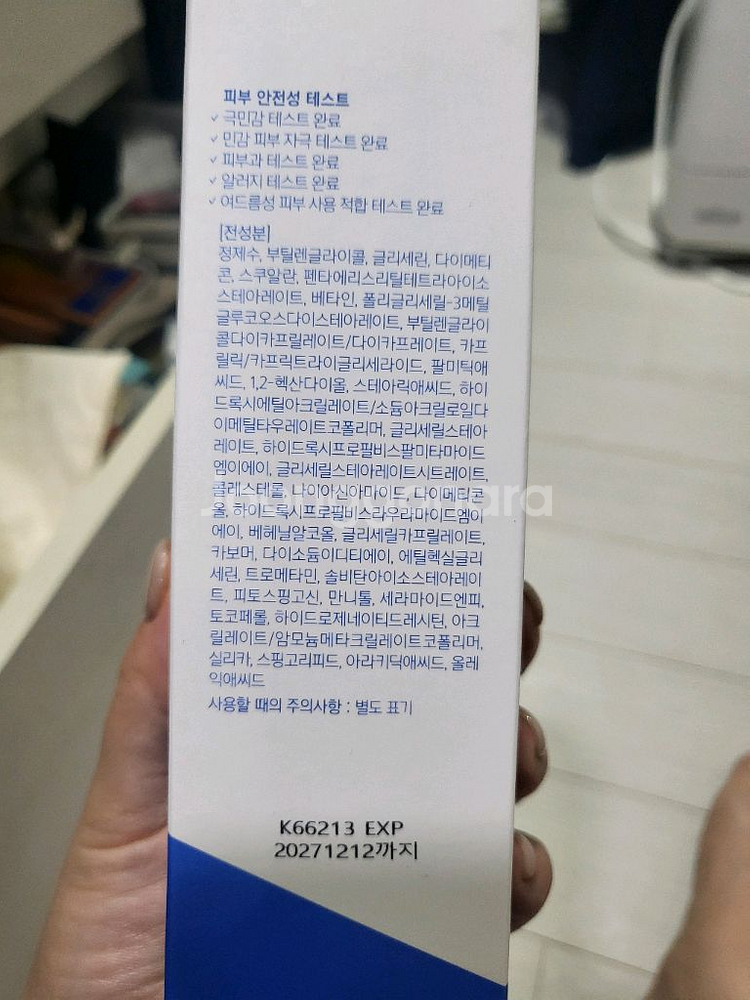 피부 안전성 테스트
✓ 극민감 테스트 완료
✓ 민감 피부 자극 테스트 완료
✓ 피부과 테스트 완료
✓ 알러지 테스트 완료
✓ 여드름성 피부 사용 적합 테스트 완료
[전성분]
정제수, 부틸렌글라이콜, 글리세린, 다이메티
콘, 스쿠알란, 펜타에리스리틸테트라아이소
스테아레이트, 베타인, 폴리글리세릴-3메틸
글루코오스다이스테아레이트, 부틸렌글라이
콜다이카프릴레이트/다이카프레이트, 카프
릴릭/카프릭트라이글리세라이드, 팔미틱애
씨드, 1,2-헥산다이올, 스테아릭애씨드, 하이
드록시에틸아크릴레이트/소듐아크릴로일다
이메틸타우레이트코폴리머, 글리세릴스테아
레이트, 하이드록시프로필비스팔미타마이드
엠이에이, 글리세릴스테아레이트시트레이트,
콜레스테롤, 나이아신아마이드, 다이메티콘
올, 하이드록시프로필비스라우라마이드엠이
에이, 베헤닐알코올, 글리세릴카프릴레이트,
카보머, 다이소듐이디티에이, 에틸헥실글리
세린, 트로메타민, 솔비탄아이소스테아레이
트, 피토스핑고신, 만니톨, 세라마이드엔피,
토코페롤, 하이드로제네이티드레시틴, 아크
릴레이트/암모늄메타크릴레이트코폴리머,
실리카, 스핑고리피드, 아라키딕애씨드, 올레
익애씨드
사용할 때의 주의사항 : 별도 표기
K66213 EXP
20271212까지